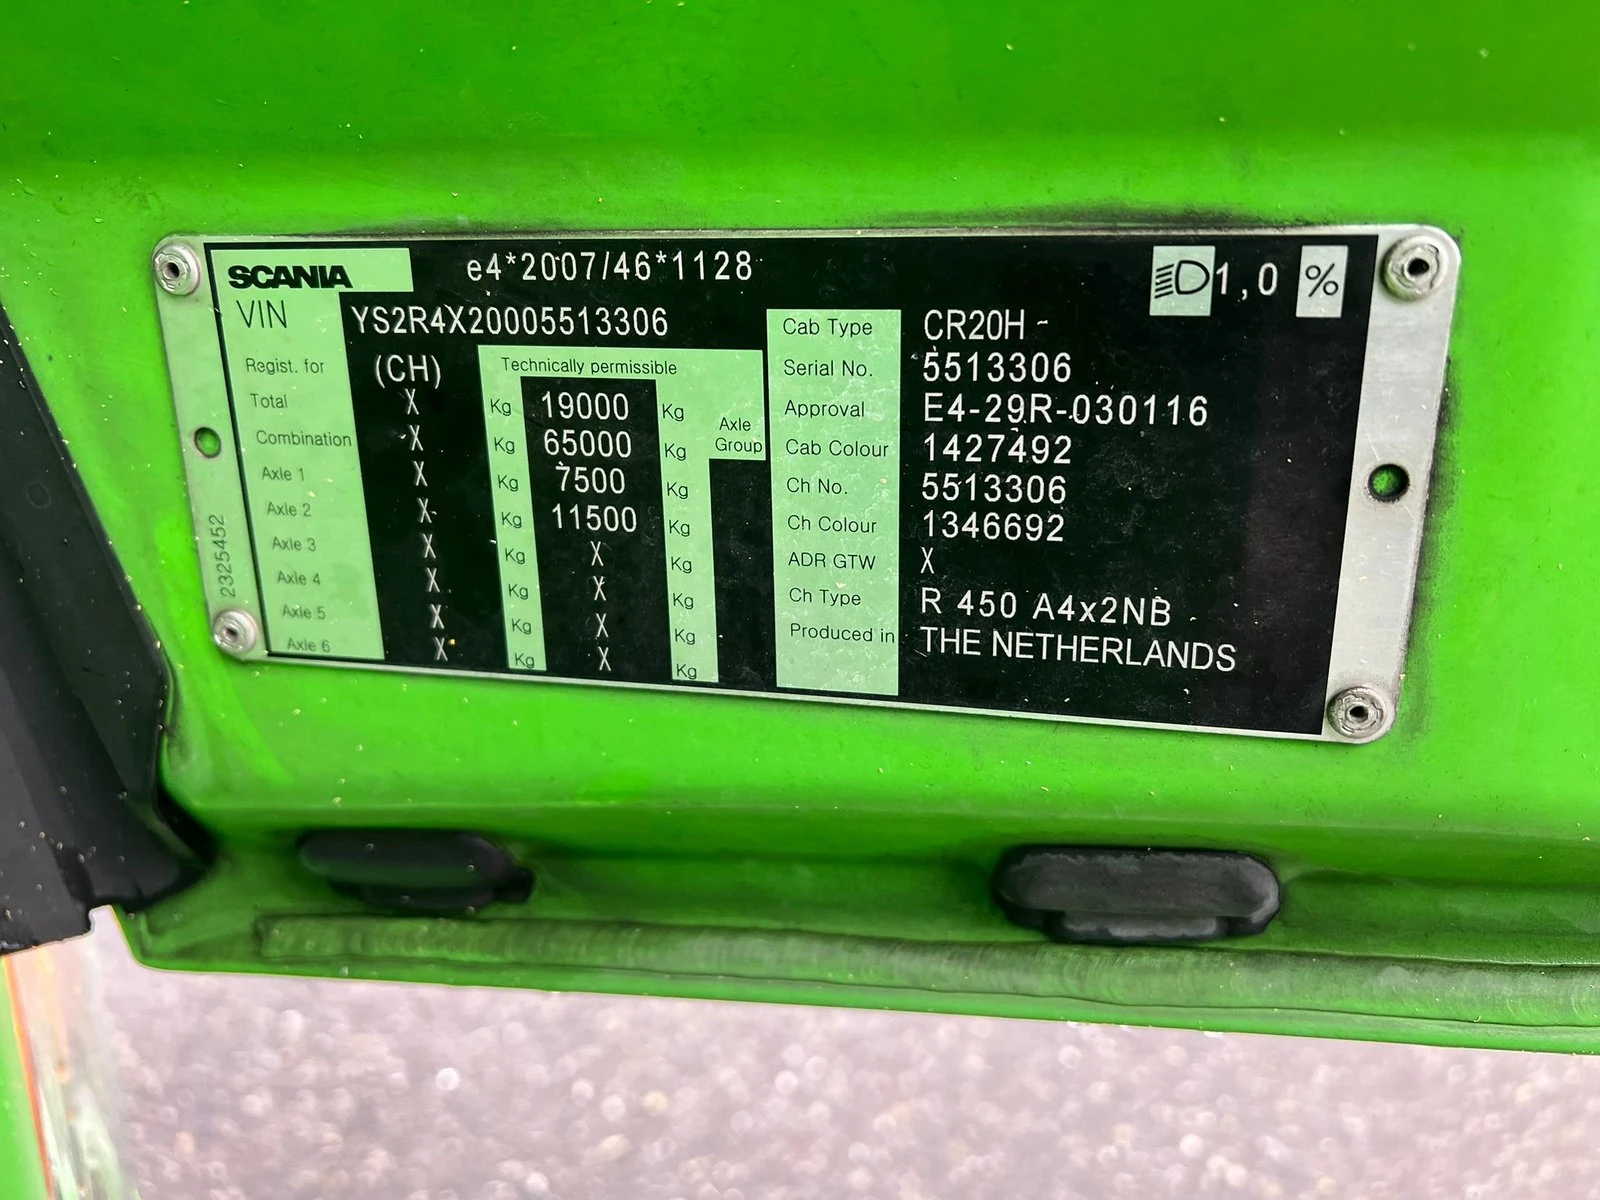 SCANIA e4*2007/46*1128 1,0 %
VIN YS2R4X20005513306
Regist. for (CH) Technically permissible
Total X Kg 19000 Kg
Combination X Kg 65000 Kg Axle Group
Axle 1 X Kg 7500 Kg
Axle 2 X Kg 11500 Kg
Axle 3 X Kg X Kg
Axle 4 X Kg X Kg
Axle 5 X Kg X Kg
Axle 6 X Kg X Kg
Cab Type CR20H -
Serial No. 5513306
Approval E4-29R-030116
Cab Colour 1427492
Ch No. 5513306
Ch Colour 1346692
ADR GTW X
Ch Type R 450 A4x2NB
Produced in THE NETHERLANDS
2325452